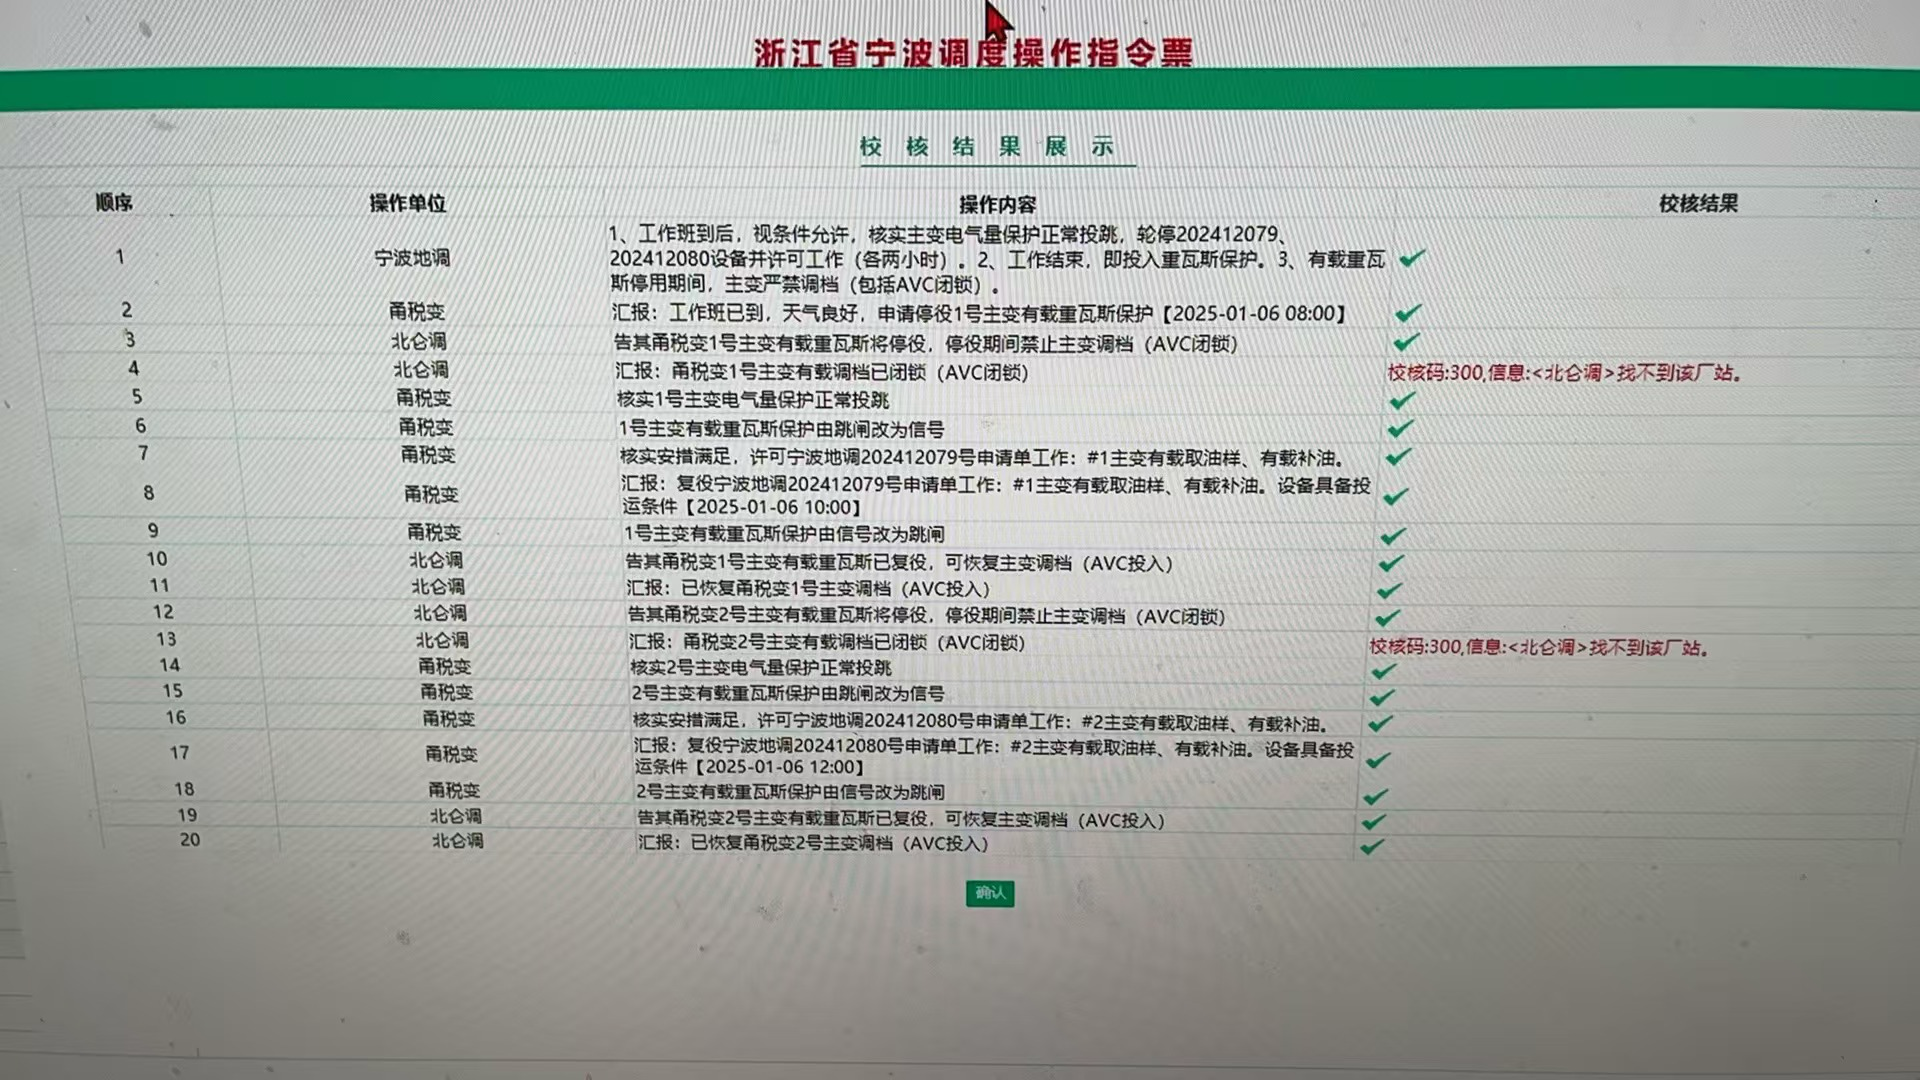 浙江省宁波调度操作指令票
校核结果展示
顺序 操作单位 操作内容 校核结果
1 宁波地调 1、工作班到后，视条件允许，核实主变电气量保护正常投跳，轮停202412079、
202412080设备并许可工作（各两小时）。2、工作结束，即投入重瓦斯保护。3、有载重瓦
斯停用期间，主变严禁调档（包括AVC闭锁）。
2 甬税变 汇报：工作班已到，天气良好，申请停役1号主变有载重瓦斯保护【2025-01-06 08:00】
3 北仑调 告其甬税变1号主变有载重瓦斯将停役，停役期间禁止主变调档（AVC闭锁）
4 北仑调 汇报：甬税变1号主变有载调档已闭锁（AVC闭锁） 校核码:300,信息:<北仑调>找不到该厂站。
5 甬税变 核实1号主变电气量保护正常投跳
6 甬税变 1号主变有载重瓦斯保护由跳闸改为信号
7 甬税变 核实安措满足，许可宁波地调202412079号申请单工作：#1主变有载取油样、有载补油。
8 甬税变 汇报：复役宁波地调202412079号申请单工作：#1主变有载取油样、有载补油。设备具备投
运条件【2025-01-06 10:00】
9 甬税变 1号主变有载重瓦斯保护由信号改为跳闸
10 北仑调 告其甬税变1号主变有载重瓦斯已复役，可恢复主变调档（AVC投入）
11 北仑调 汇报：已恢复甬税变1号主变调档（AVC投入）
12 北仑调 告其甬税变2号主变有载重瓦斯将停役，停役期间禁止主变调档（AVC闭锁）
13 北仑调 汇报：甬税变2号主变有载调档已闭锁（AVC闭锁） 校核码:300,信息:<北仑调>找不到该厂站。
14 甬税变 核实2号主变电气量保护正常投跳
15 甬税变 2号主变有载重瓦斯保护由跳闸改为信号
16 甬税变 核实安措满足，许可宁波地调202412080号申请单工作：#2主变有载取油样、有载补油。
17 甬税变 汇报：复役宁波地调202412080号申请单工作：#2主变有载取油样、有载补油。设备具备投
运条件【2025-01-06 12:00】
18 甬税变 2号主变有载重瓦斯保护由信号改为跳闸
19 北仑调 告其甬税变2号主变有载重瓦斯已复役，可恢复主变调档（AVC投入）
20 北仑调 汇报：已恢复甬税变2号主变调档（AVC投入）
确认